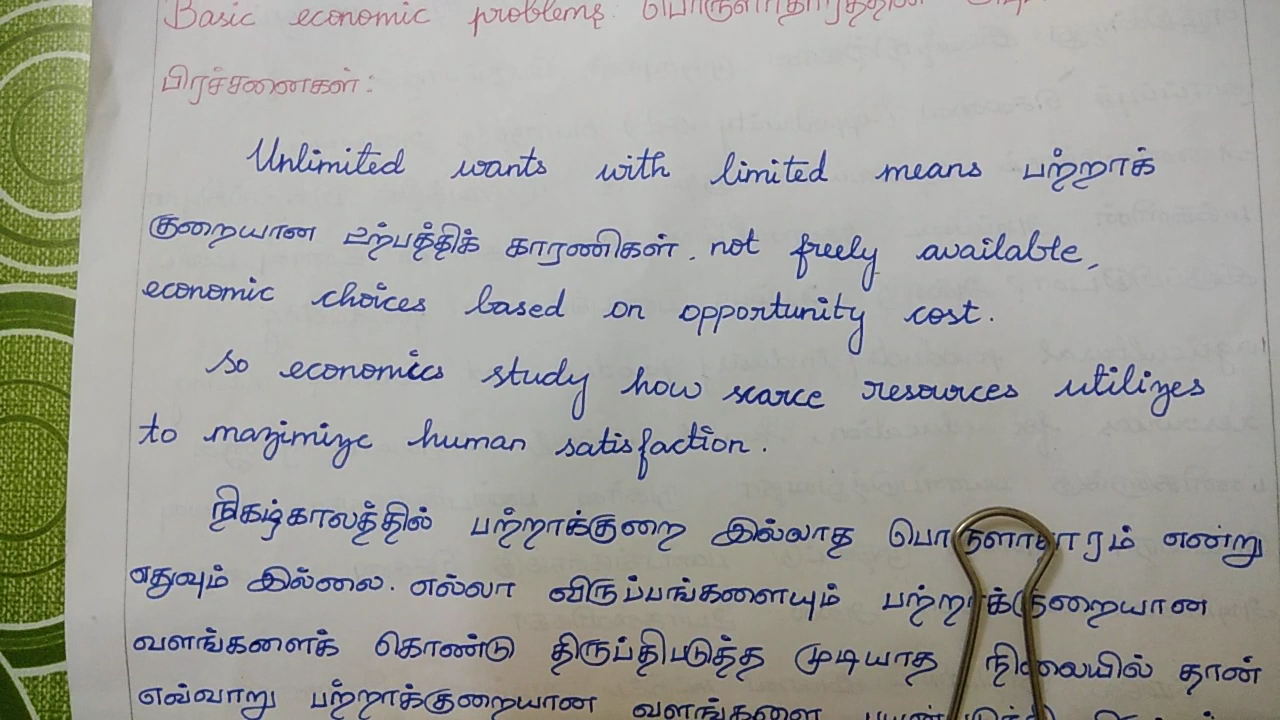 Basic economic problems. பொருளாதாரத்தின்
பிரச்சனைகள் :
Unlimited wants with limited means பற்றாக்
குறையான உற்பத்திக் காரணிகள். not freely available,
economic choices based on opportunity cost.
so economics study how scarce resources utilizes
to maximize human satisfaction.
நிகழ்காலத்தில் பற்றாக்குறை இல்லாத பொருளாதாரம் என்று
எதுவும் இல்லை. எல்லா விருப்பங்களையும் பற்றாக்குறையான
வளங்களைக் கொண்டு திருப்திபடுத்த முடியாத நிலையில் தான்
எவ்வாறு பற்றாக்குறையான வளங்களை